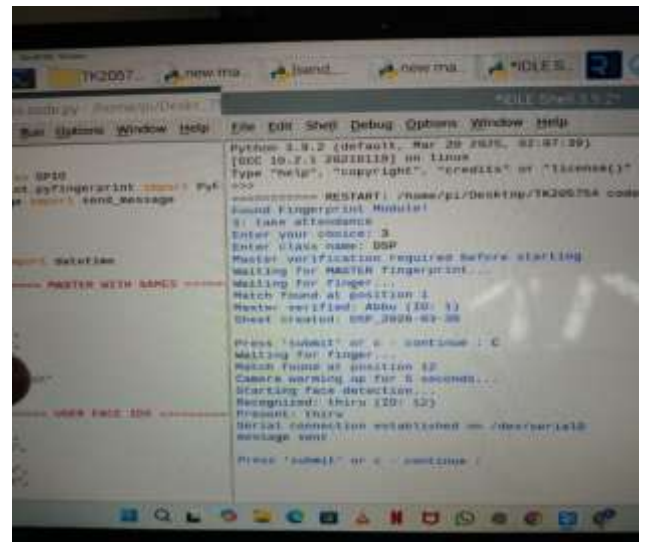 TK2057... new ma... new ma... *IDLE S...
Run Options Window Help
GPIO
import PyF
import send_message
import datetime
MASTER WITH NAMES
USER FACE IDS
File Edit Shell Debug Options Window Help
Python 3.9.2 (default, Mar 20 2025, 02:07:39)
[GCC 10.2.1 20210110] on linux
Type "help", "copyright", "credits" or "license()"
>>>
RESTART: /home/pi/Desktop/TK205754 code
Found Fingerprint Module!
3: take attendance
Enter your choice: 3
Enter class name: DSP
Master verification required before starting
Waiting for MASTER fingerprint...
Waiting for finger...
Match found at position 1
Master verified: Abbu (ID: 1)
Sheet created: DSP_2026-03-30
Press 'submit' or c - continue : C
Waiting for finger...
Match found at position 12
Camera warming up for 5 seconds...
Starting face detection...
Recognized: thiru (ID: 12)
Present: thiru
Serial connection established on /dev/serial0
message sent
Press 'submit' or c - continue :